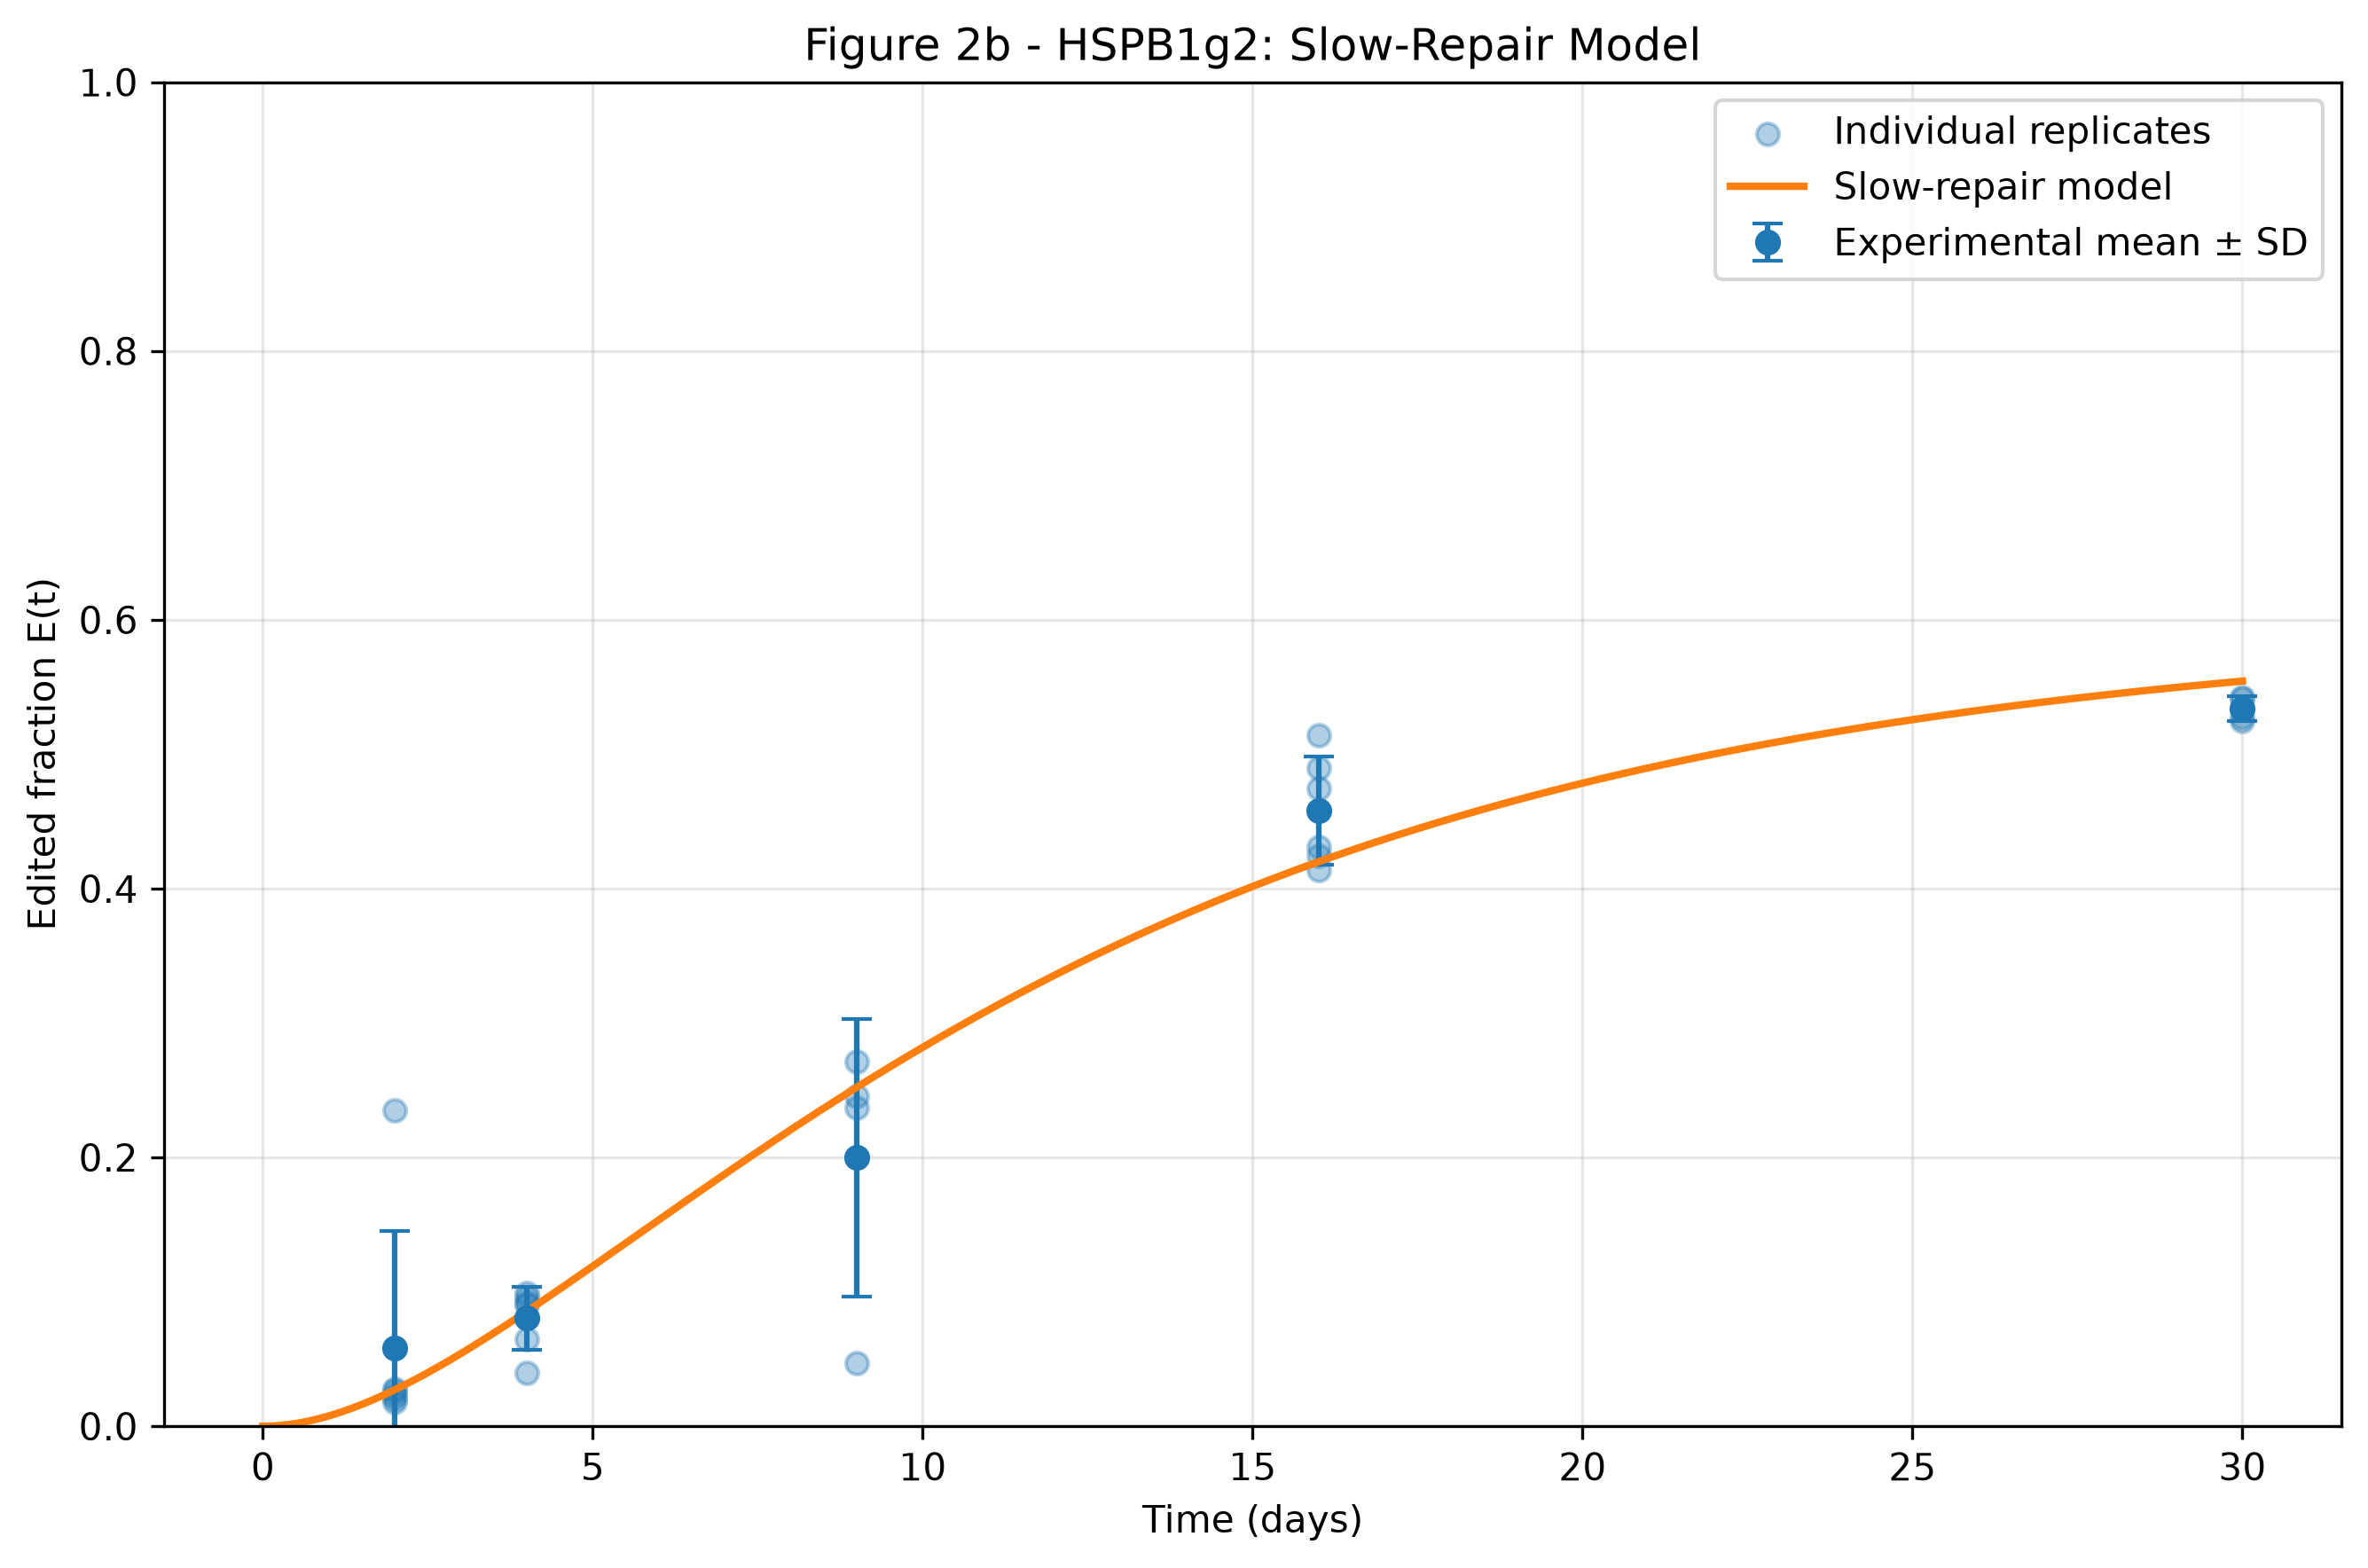 Figure 2b - HSPB1g2: Slow-Repair Model
Individual replicates
Slow-repair model
Experimental mean ± SD
Edited fraction E(t)
1.0
0.8
0.6
0.4
0.2
0.0
0 5 10 15 20 25 30
Time (days)